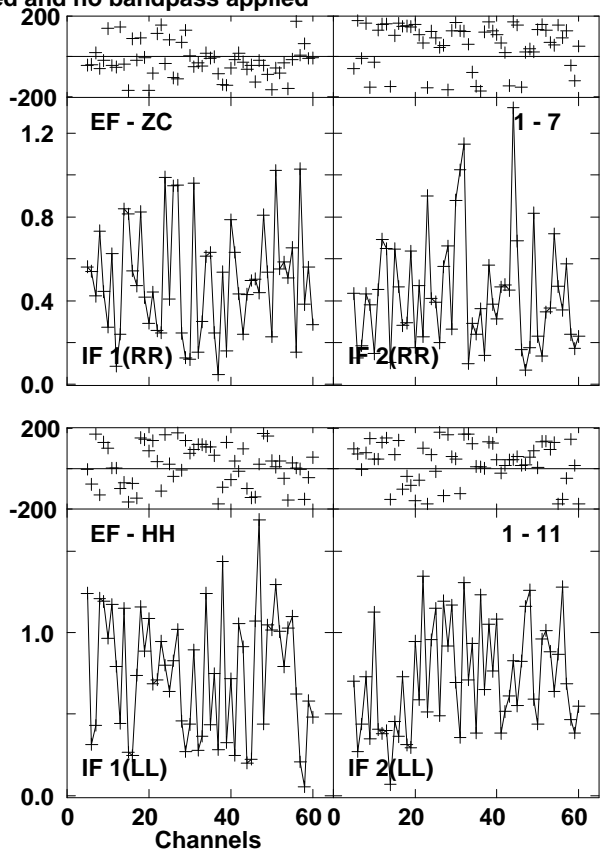 and no bandpass applied
200
-200
EF - ZC
1 - 7
1.2
0.8
0.4
0.0
IF 1(RR)
IF 2(RR)
200
-200
EF - HH
1 - 11
1.0
0.0
IF 1(LL)
IF 2(LL)
0 20 40 60 0 20 40 60
Channels